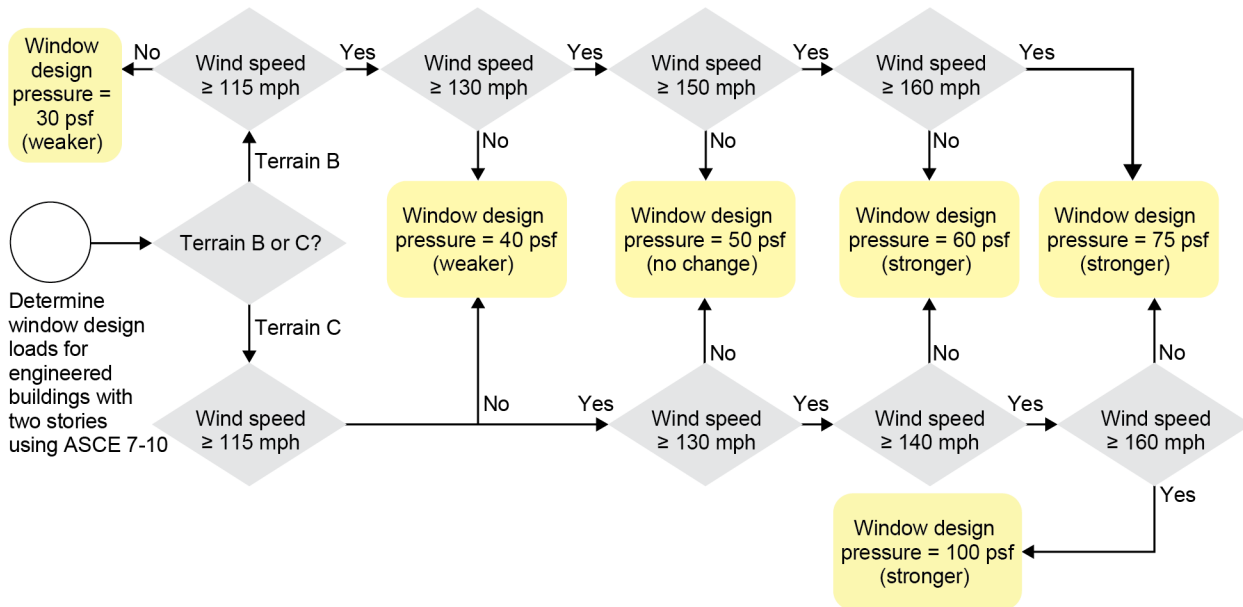 Window
design
pressure =
30 psf
(weaker)
No
Wind speed
≥ 115 mph
Yes
Wind speed
≥ 130 mph
Yes
Wind speed
≥ 150 mph
Yes
Wind speed
≥ 160 mph
Yes
Terrain B
No
No
No
Terrain B or C?
Window design
pressure = 40 psf
(weaker)
Window design
pressure = 50 psf
(no change)
Window design
pressure = 60 psf
(stronger)
Window design
pressure = 75 psf
(stronger)
Determine
window design
loads for
engineered
buildings with
two stories
using ASCE 7-10
Terrain C
No
No
No
Wind speed
≥ 115 mph
No
Yes
Wind speed
≥ 130 mph
Yes
Wind speed
≥ 140 mph
Yes
Wind speed
≥ 160 mph
Yes
Window design
pressure = 100 psf
(stronger)